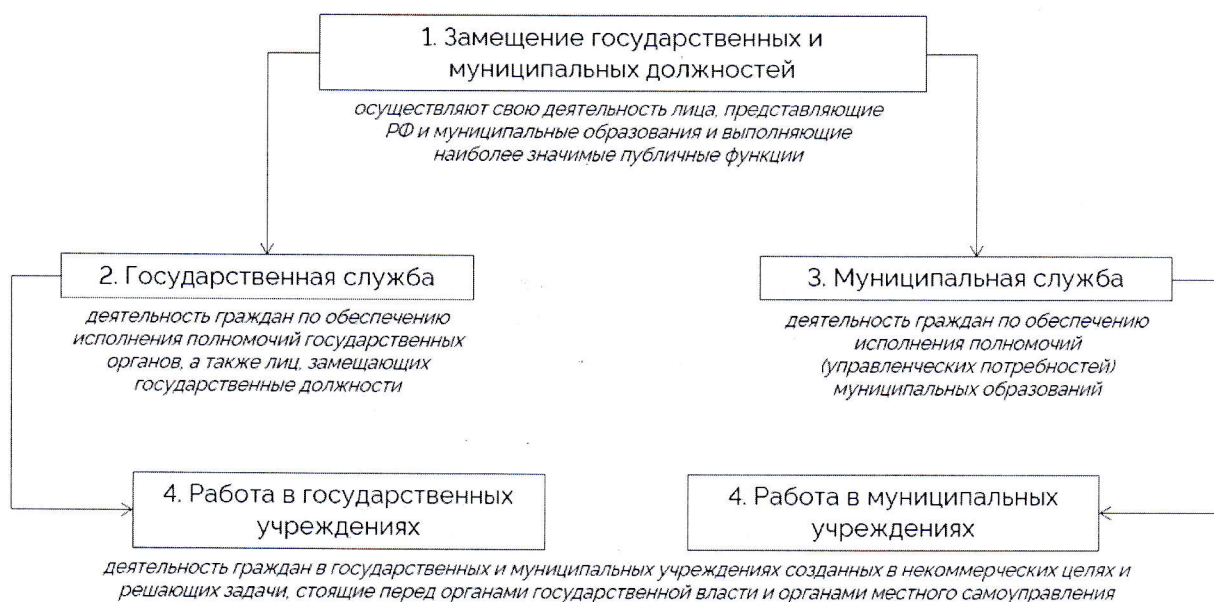 1. Замещение государственных и
муниципальных должностей
осуществляют свою деятельность лица, представляющие
РФ и муниципальные образования и выполняющие
наиболее значимые публичные функции
2. Государственная служба
деятельность граждан по обеспечению
исполнения полномочий государственных
органов, а также лиц, замещающих
государственные должности
3. Муниципальная служба
деятельность граждан по обеспечению
исполнения полномочий
(управленческих потребностей)
муниципальных образований
4. Работа в государственных
учреждениях
4. Работа в муниципальных
учреждениях
деятельность граждан в государственных и муниципальных учреждениях созданных в некоммерческих целях и
решающих задачи, стоящие перед органами государственной власти и органами местного самоуправления